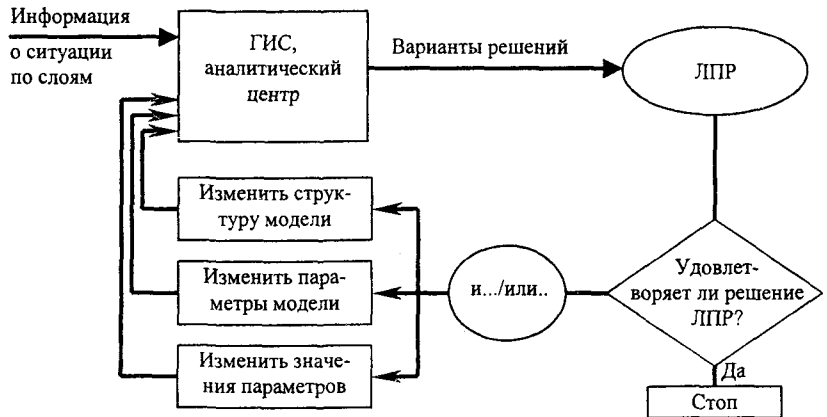 Информация
о ситуации
по слоям
ГИС,
аналитический
центр
Варианты решений
ЛПР
Изменить струк-
туру модели
Изменить пара-
метры модели
Изменить значе-
ния параметров
и.../или..
Удовлет-
воряет ли решение
ЛПР?
Да
Стоп